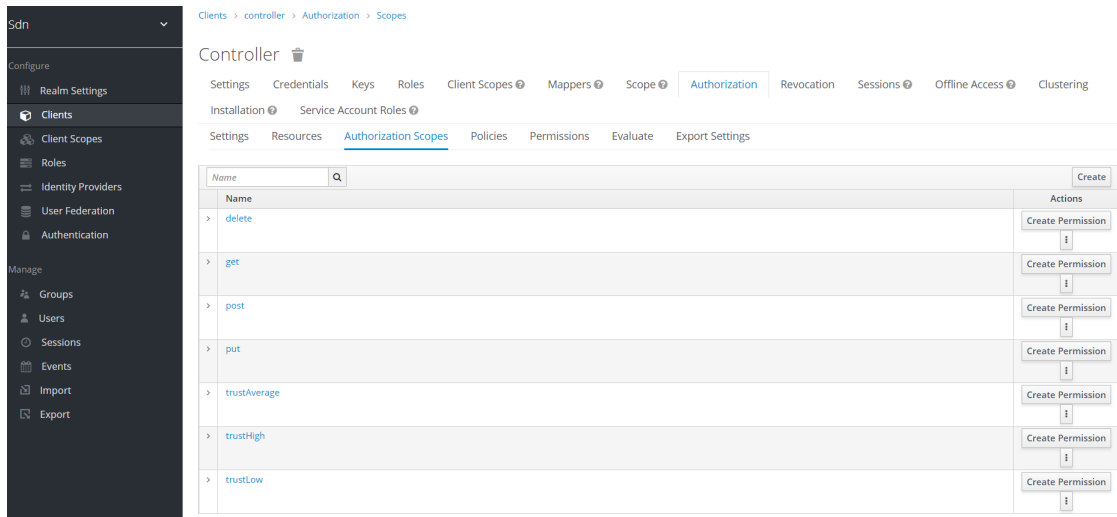 Sdn
Configure
Realm Settings
Clients
Client Scopes
Roles
Identity Providers
User Federation
Authentication
Manage
Groups
Users
Sessions
Events
Import
Export
Clients > controller > Authorization > Scopes
Controller
Settings Credentials Keys Roles Client Scopes Mappers Scope Authorization Revocation Sessions Offline Access Clustering
Installation Service Account Roles
Settings Resources Authorization Scopes Policies Permissions Evaluate Export Settings
Name Create
Name Actions
delete Create Permission
get Create Permission
post Create Permission
put Create Permission
trustAverage Create Permission
trustHigh Create Permission
trustLow Create Permission